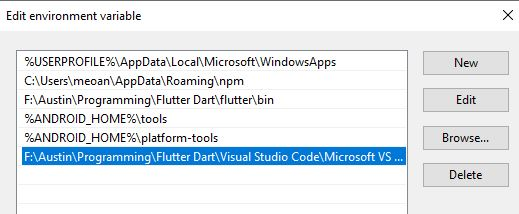 Edit environment variable
%USERPROFILE%\AppData\Local\Microsoft\WindowsApps
New
C:\Users\meoan\AppData\Roaming\npm
F:\Austin\Programming\Flutter Dart\flutter\bin
Edit
%ANDROID_HOME%\tools
%ANDROID_HOME%\platform-tools
Browse...
F:\Austin\Programming\Flutter Dart\Visual Studio Code\Microsoft VS ...
Delete